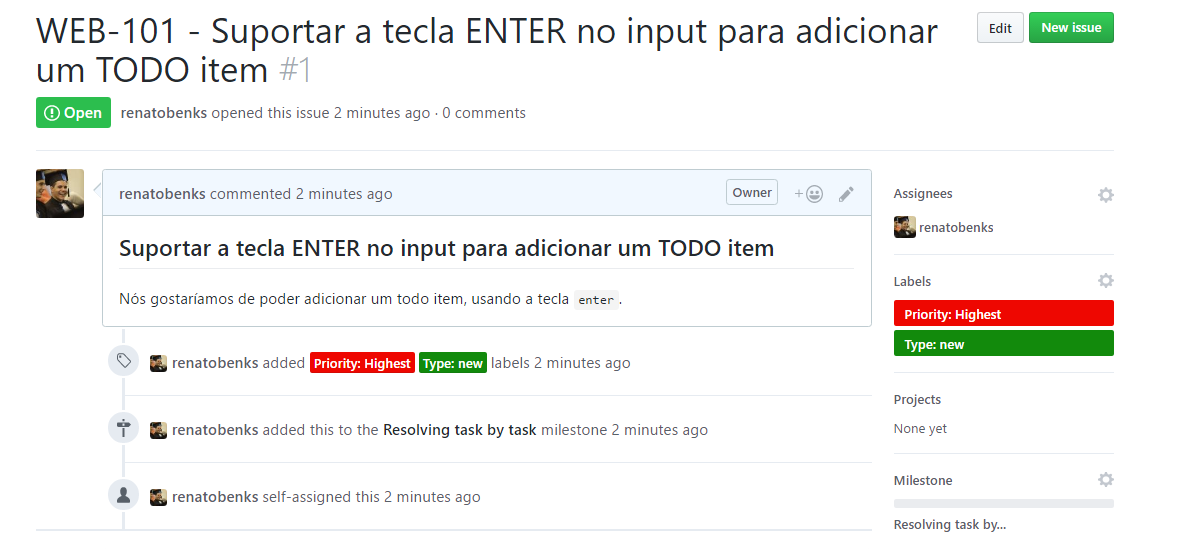 WEB-101 - Suportar a tecla ENTER no input para adicionar
um TODO item #1
Edit
New issue
Open
renatobenks opened this issue 2 minutes ago · 0 comments
renatobenks commented 2 minutes ago
Owner
+
Suportar a tecla ENTER no input para adicionar um TODO item
Nós gostaríamos de poder adicionar um todo item, usando a tecla enter.
renatobenks added Priority: Highest Type: new labels 2 minutes ago
renatobenks added this to the Resolving task by task milestone 2 minutes ago
renatobenks self-assigned this 2 minutes ago
Assignees
renatobenks
Labels
Priority: Highest
Type: new
Projects
None yet
Milestone
Resolving task by...